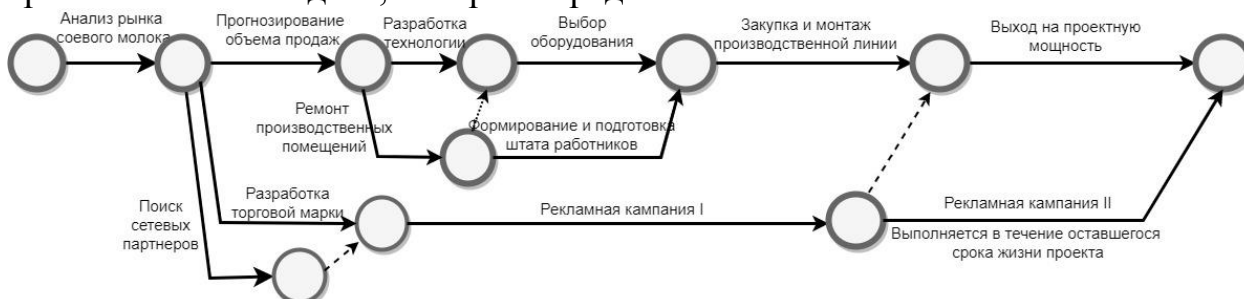 Анализ рынка
соевого молока
Прогнозирование
объема продаж
Разработка
технологии
Выбор
оборудования
Закупка и монтаж
производственной линии
Выход на проектную
мощность
Ремонт
производственных
помещений
Формирование и подготовка
штата работников
Поиск
сетевых
партнеров
Разработка
торговой марки
Рекламная кампания I
Рекламная кампания II
Выполняется в течение оставшегося
срока жизни проекта